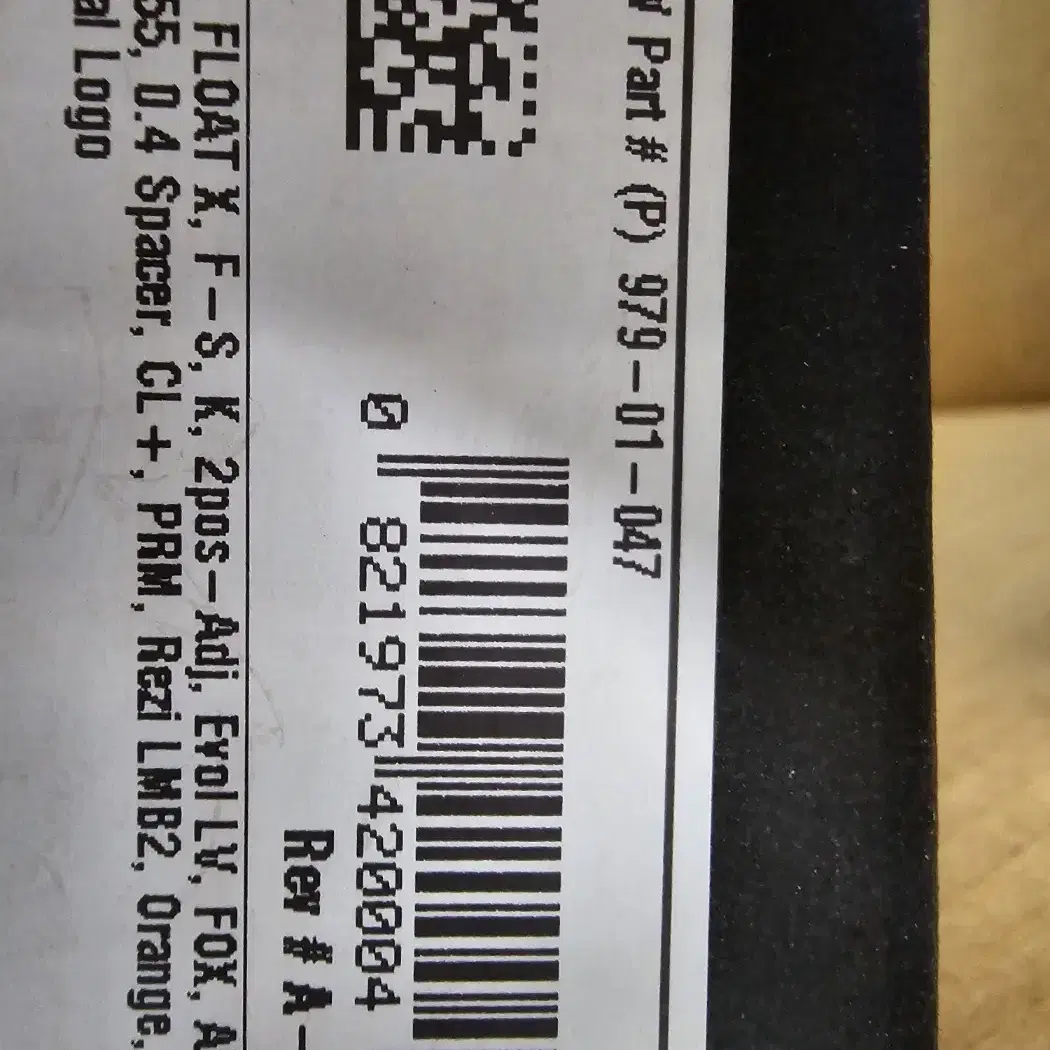 Part # (P) 979-01-047
0 821973 420004
Rev # A-
FLOAT X, F-S, K, 2pos-Adj, Evol LV, FOX, A
55, 0.4 Spacer, CL+, PRM, Rezi LMB2, Orange,
al Logo